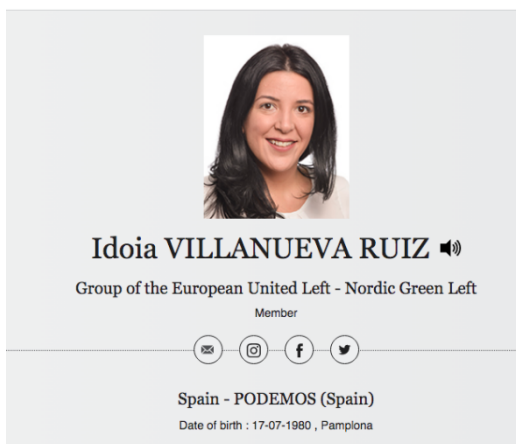 Idoia VILLANUEVA RUIZ
Group of the European United Left - Nordic Green Left
Member
Spain - PODEMOS (Spain)
Date of birth : 17-07-1980 , Pamplona